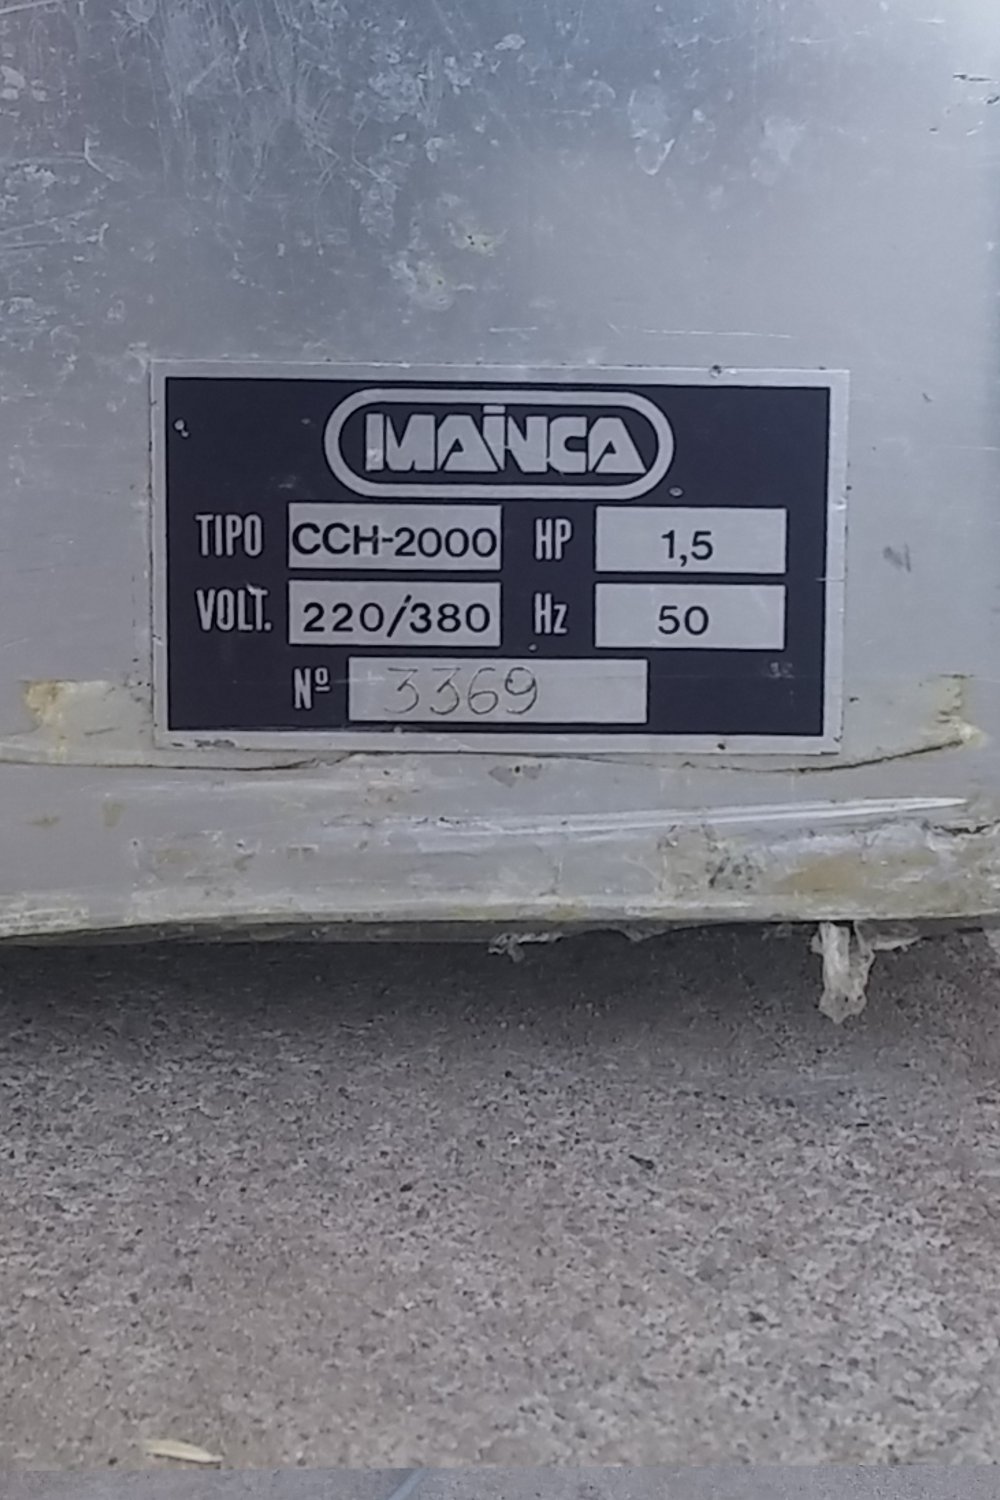 MAINCA
TIPO CCH-2000 HP 1,5
VOLT. 220/380 Hz 50
Nº 3369